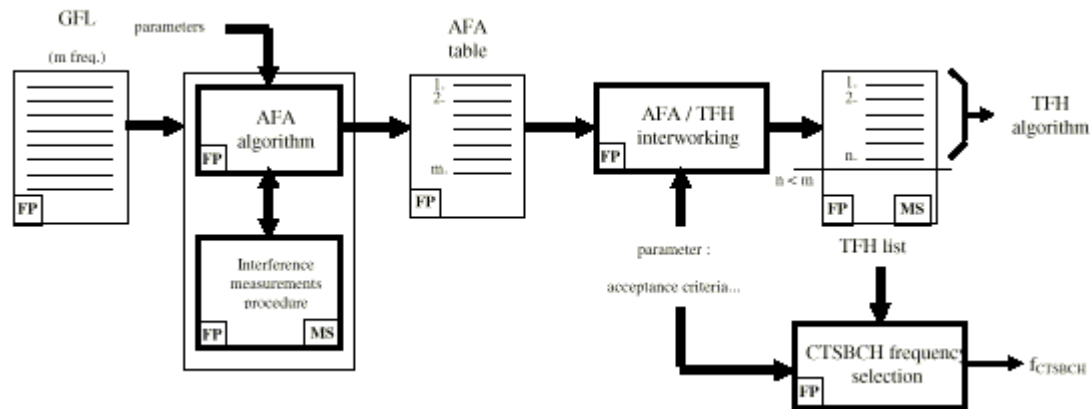 GFL
(m freq.)
FP
parameters
AFA
algorithm
FP
Interference
measurements
procedure
FP
MS
AFA
table
1.
2.
m.
FP
AFA / TFH
interworking
FP
parameter :
acceptance criteria...
1.
2.
n.
n < m
FP
MS
TFH list
TFH
algorithm
CTSBCH frequency
selection
FP
fCTSBCH